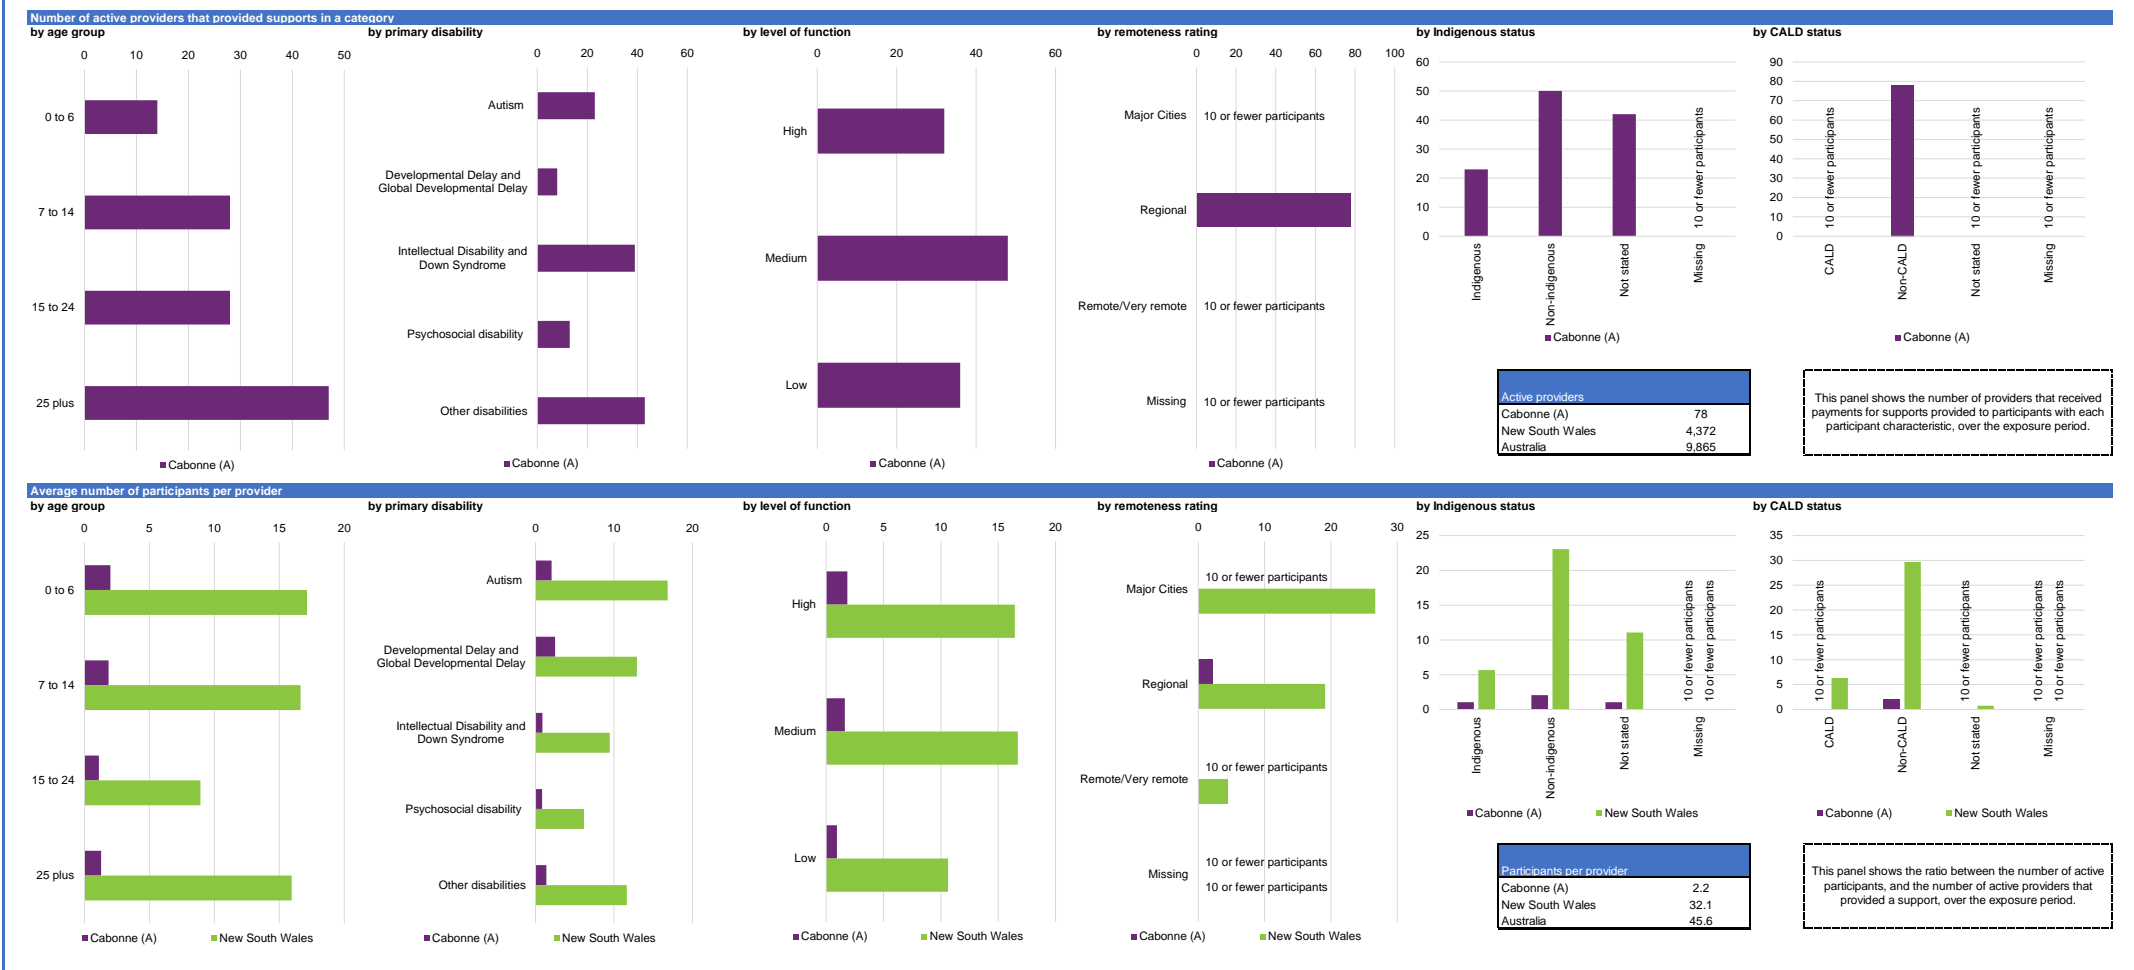 Number of active providers that provided supports in a category
by age group
0 10 20 30 40 50
0 to 6
7 to 14
15 to 24
25 plus
Cabonne (A)
by primary disability
0 20 40 60
Autism
Developmental Delay and
Global Developmental Delay
Intellectual Disability and
Down Syndrome
Psychosocial disability
Other disabilities
Cabonne (A)
by level of function
0 20 40 60
High
Medium
Low
Cabonne (A)
by remoteness rating
0 20 40 60 80 100
Major Cities 10 or fewer participants
Regional
Remote/Very remote 10 or fewer participants
Missing 10 or fewer participants
Cabonne (A)
by Indigenous status
60
50
40
30
20
10
0
10 or fewer participants
Indigenous
Non-indigenous
Not stated
Missing
Cabonne (A)
by CALD status
90
80
70
60
50
40
30
20
10
0
10 or fewer participants
10 or fewer participants
10 or fewer participants
CALD
Non-CALD
Not stated
Missing
Cabonne (A)
Active providers
Cabonne (A) 78
New South Wales 4,372
Australia 9,865
This panel shows the number of providers that received
payments for supports provided to participants with each
participant characteristic, over the exposure period.
Average number of participants per provider
by age group
0 5 10 15 20
0 to 6
7 to 14
15 to 24
25 plus
Cabonne (A) New South Wales
by primary disability
0 10 20
Autism
Developmental Delay and
Global Developmental Delay
Intellectual Disability and
Down Syndrome
Psychosocial disability
Other disabilities
Cabonne (A) New South Wales
by level of function
0 5 10 15 20
High
Medium
Low
Cabonne (A) New South Wales
by remoteness rating
0 10 20 30
10 or fewer participants
Major Cities
Regional
10 or fewer participants
Remote/Very remote
10 or fewer participants
Missing
10 or fewer participants
Cabonne (A) New South Wales
by Indigenous status
25
20
15
10
5
0
10 or fewer participants
10 or fewer participants
Indigenous
Non-indigenous
Not stated
Missing
Cabonne (A) New South Wales
by CALD status
35
30
25
20
15
10
5
0
10 or fewer participants
10 or fewer participants
10 or fewer participants
10 or fewer participants
CALD
Non-CALD
Not stated
Missing
Cabonne (A) New South Wales
Participants per provider
Cabonne (A) 2.2
New South Wales 32.1
Australia 45.6
This panel shows the ratio between the number of active
participants, and the number of active providers that
provided a support, over the exposure period.